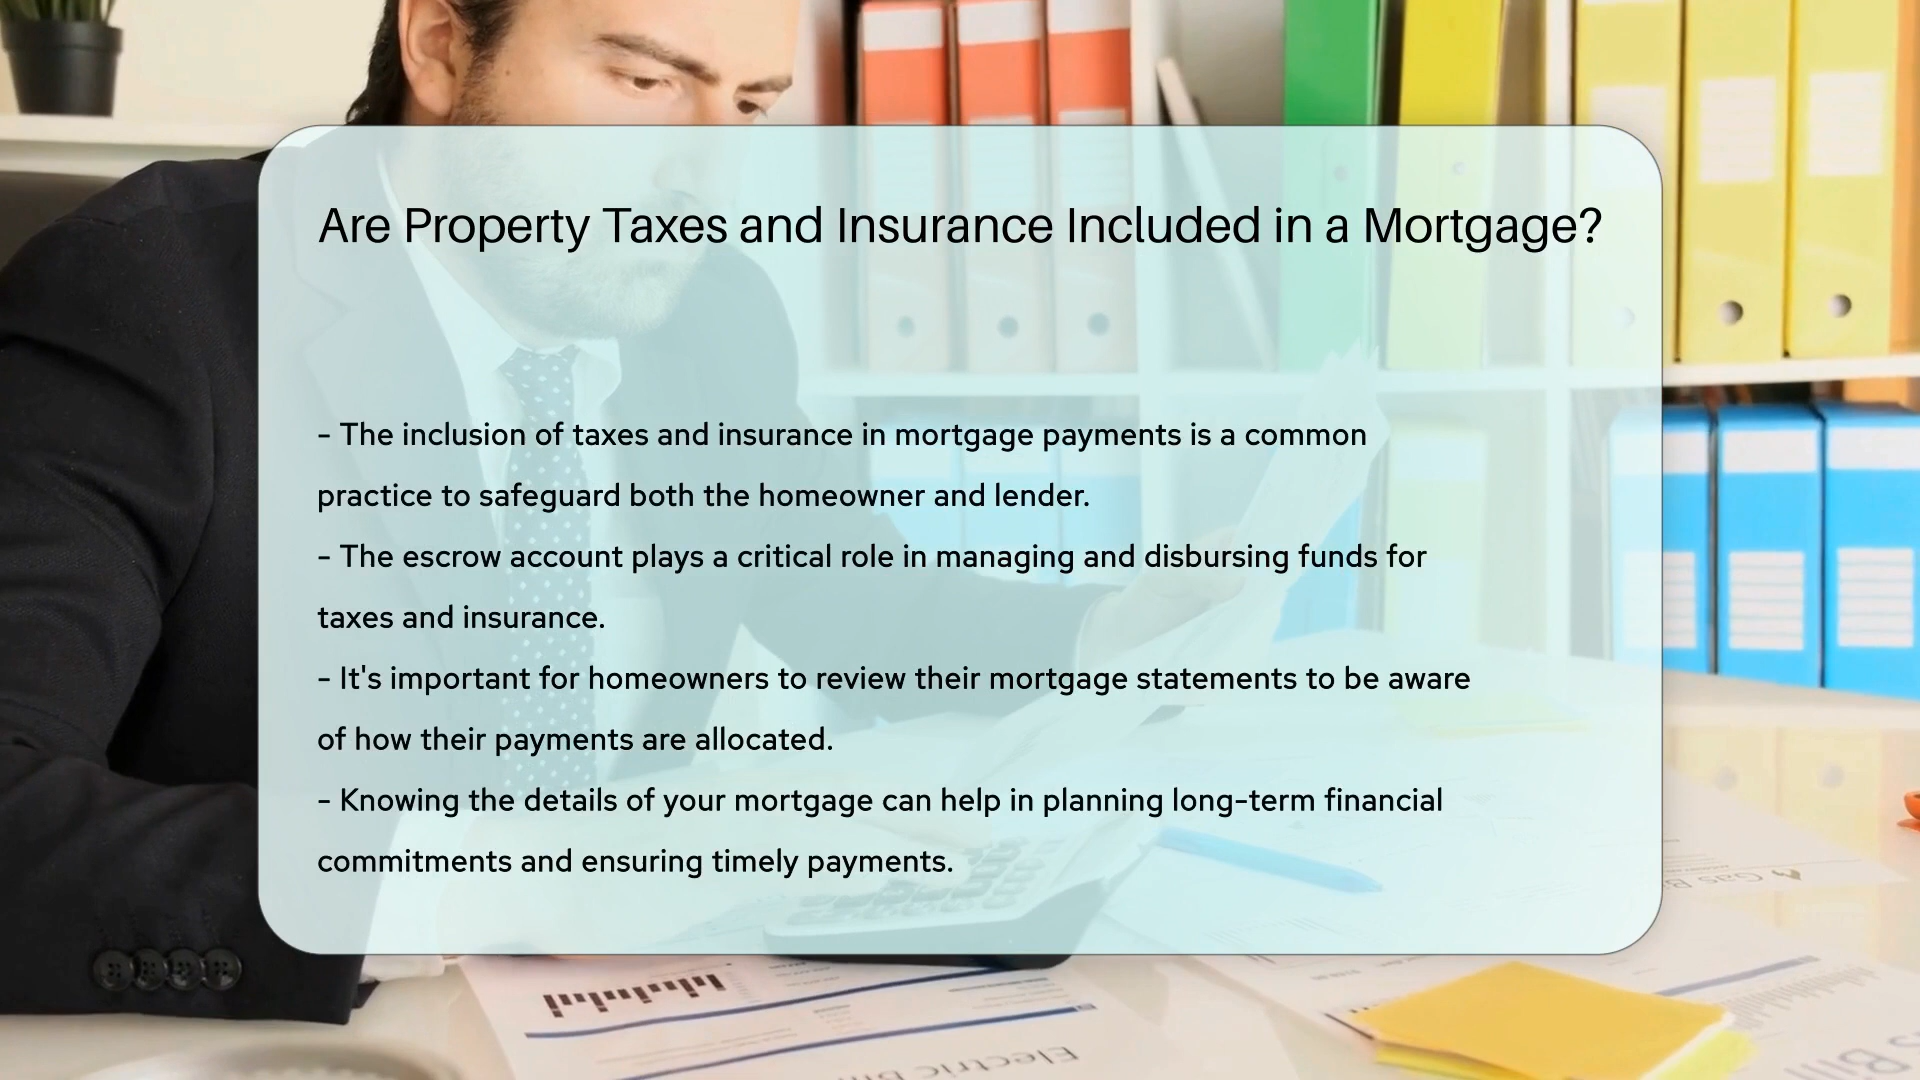 Are Property Taxes and Insurance Included in a Mortgage?
- The inclusion of taxes and insurance in mortgage payments is a common
practice to safeguard both the homeowner and lender.
- The escrow account plays a critical role in managing and disbursing funds for
taxes and insurance.
- It's important for homeowners to review their mortgage statements to be aware
of how their payments are allocated.
- Knowing the details of your mortgage can help in planning long-term financial
commitments and ensuring timely payments.
Gas
Electric